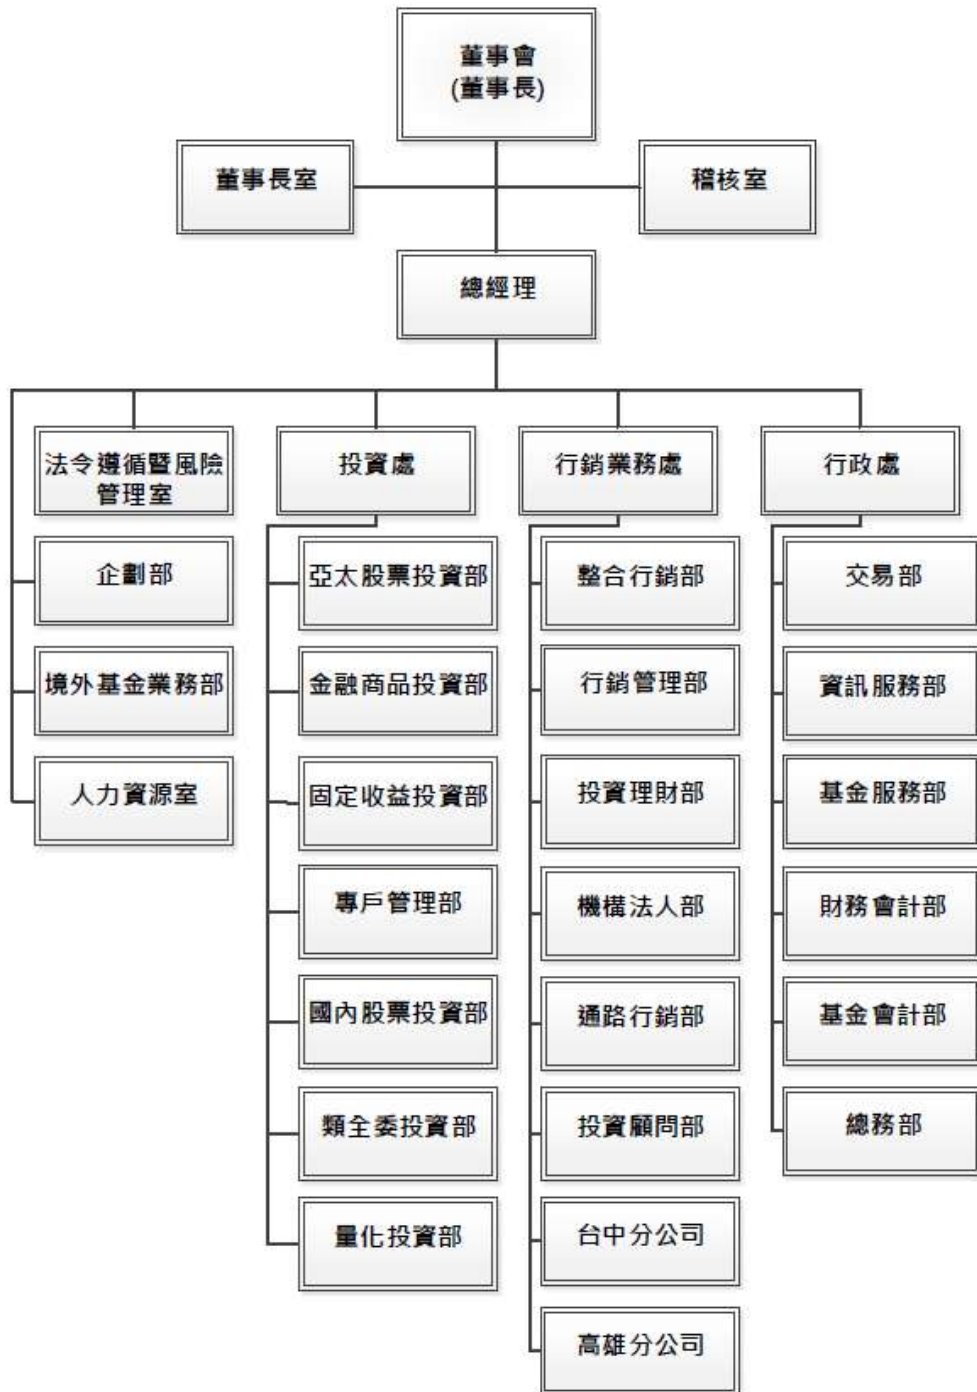 董事會
(董事長)
董事長室
稽核室
總經理
法令遵循暨風險
管理室
投資處
行銷業務處
行政處
企劃部
亞太股票投資部
整合行銷部
交易部
境外基金業務部
金融商品投資部
行銷管理部
資訊服務部
人力資源室
固定收益投資部
投資理財部
基金服務部
專戶管理部
機構法人部
財務會計部
國內股票投資部
通路行銷部
基金會計部
類全委投資部
投資顧問部
總務部
量化投資部
台中分公司
高雄分公司